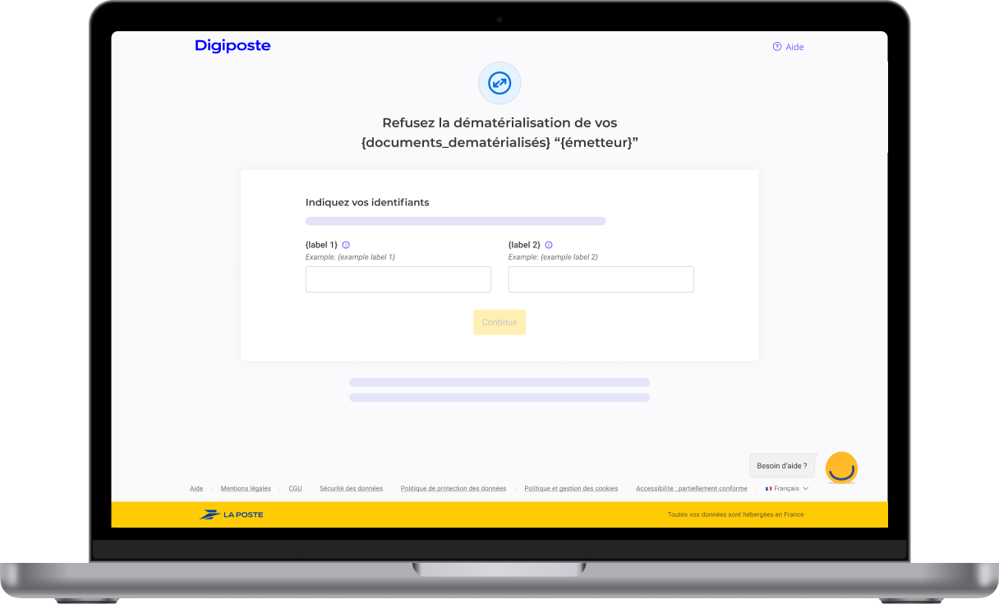 Digiposte
Aide
Refusez la dématérialisation de vos
{documents_dematérialisés} “{émetteur}”
Indiquez vos identifiants
{label 1}
Example: {example label 1}
{label 2}
Example: {example label 2}
Continue
Besoin d'aide ?
Aide
Mentions légales
CGU
Sécurité des données
Politique de protection des données
Politique et gestion des cookies
Accessibilité : partiellement conforme
Français
LA POSTE
Toutes vos données sont hébergées en France